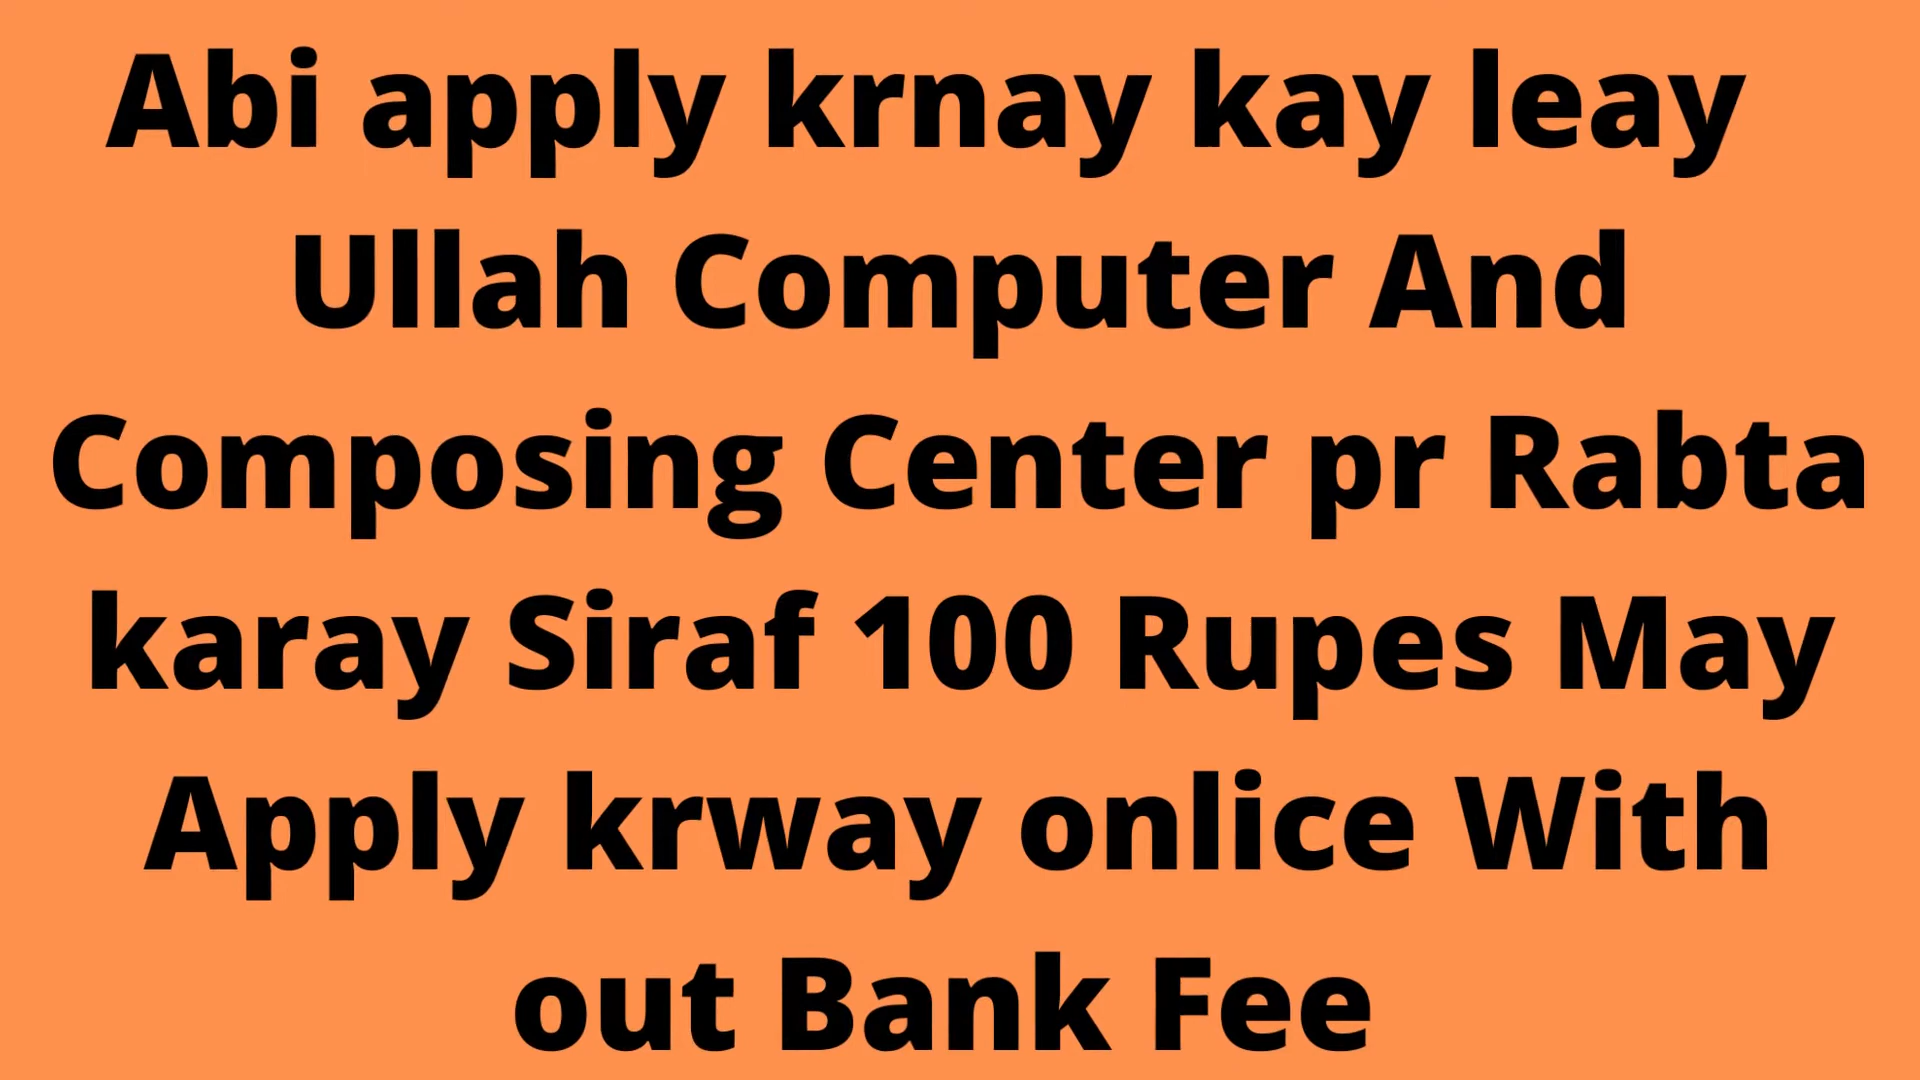 Abi apply krnay kay leay
Ullah Computer And
Composing Center pr Rabta
karay Siraf 100 Rupes May
Apply krway onlice With
out Bank Fee